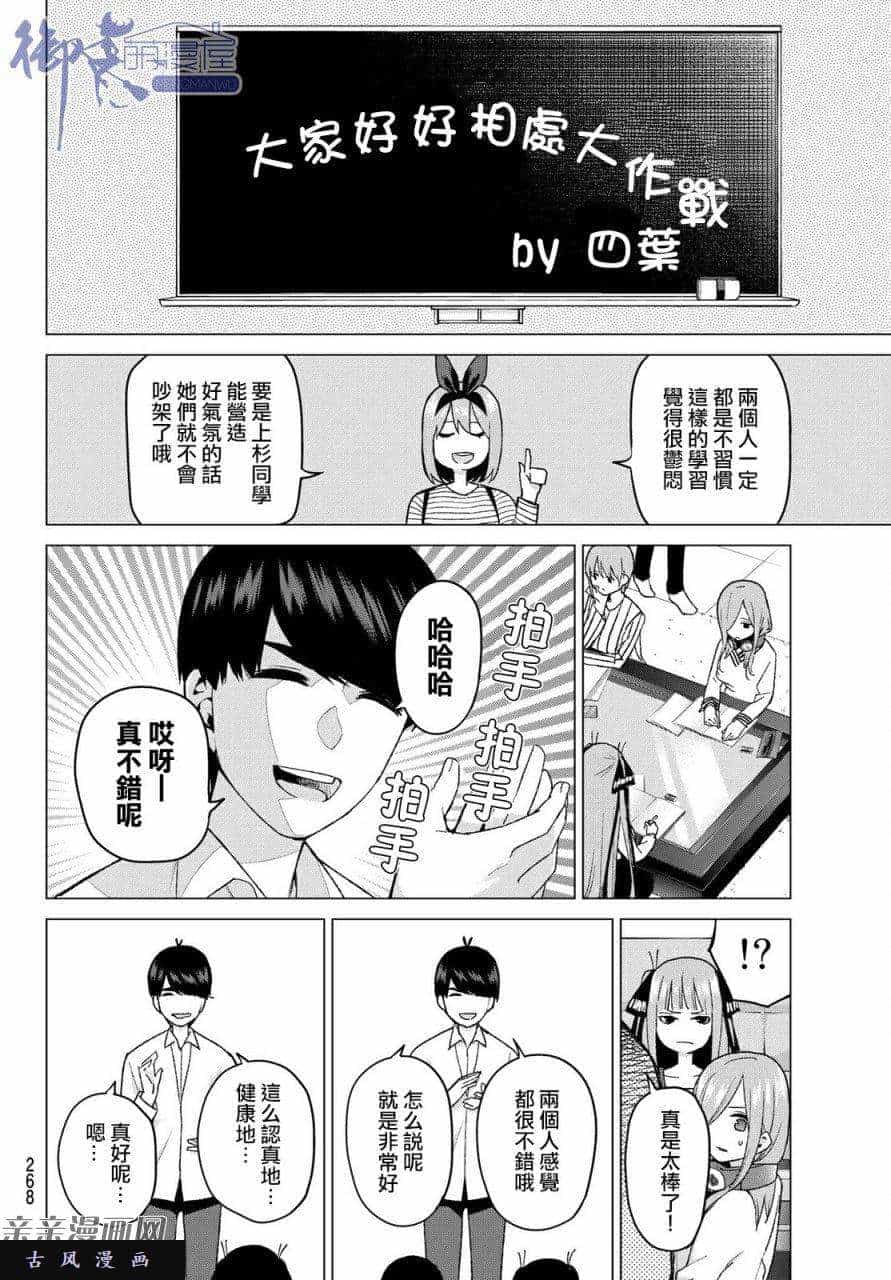 御意
萌漫屋
MENGMANWU
大家好好相處大作戰
by 四葉
兩個人一定
都是不習慣
這樣的學習
覺得很鬱悶
要是上杉同學
能營造
好氣氛的話
她們就不會
吵架了哦
哈哈哈
拍手
拍手
拍手
哎呀ー
真不錯呢
!?
真是太棒了!
兩個人感覺
都很不錯哦
怎么説呢
就是非常好
這么認真地…
健康地…
真好呢…
嗯…
268
亲亲漫画网
古风漫画